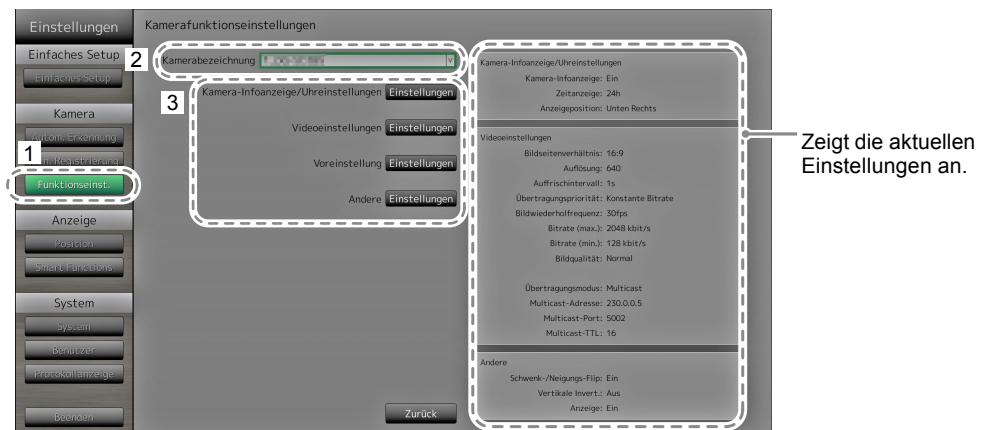 Einstellungen
Kamerafunktionseinstellungen
Einfaches Setup
Einfaches Setup
Kamera
Autom. Erkennung
Registrierung
Funktionseinst.
Anzeige
Position
Smart Functions
System
System
Benutzer
Protokollanzeige
Beenden
1
2
Kamerabezeichnung
3
Kamera-Infoanzeige/Uhreinstellungen Einstellungen
Videoeinstellungen Einstellungen
Voreinstellung Einstellungen
Andere Einstellungen
Zurück
Kamera-Infoanzeige/Uhreinstellungen
Kamera-Infoanzeige: Ein
Zeitanzeige: 24h
Anzeigeposition: Unten Rechts
Videoeinstellungen
Bildseitenverhältnis: 16:9
Auflösung: 640
Auffrischintervall: 1s
Übertragungspriorität: Konstante Bitrate
Bildwiederholfrequenz: 30fps
Bitrate (max.): 2048 kbit/s
Bitrate (min.): 128 kbit/s
Bildqualität: Normal
Übertragungsmodus: Multicast
Multicast-Adresse: 230.0.0.5
Multicast-Port: 5002
Multicast-TTL: 16
Andere
Schwenk-/Neigungs-Flip: Ein
Vertikale Invert.: Aus
Anzeige: Ein
Zeigt die aktuellen
Einstellungen an.